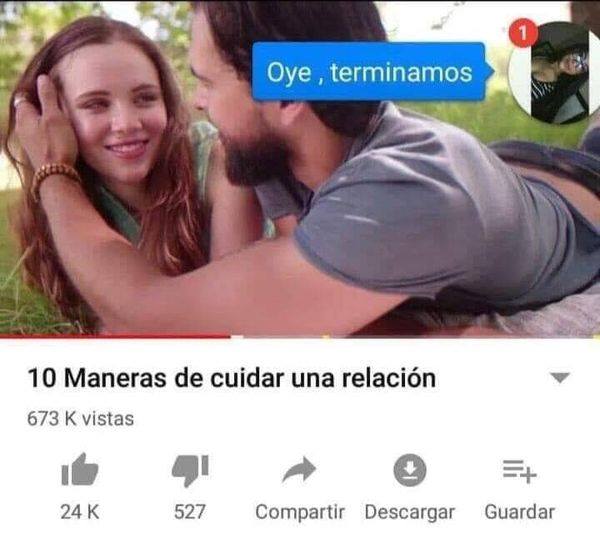 1
Oye , terminamos
10 Maneras de cuidar una relación
673 K vistas
24 K
527
Compartir
Descargar
Guardar